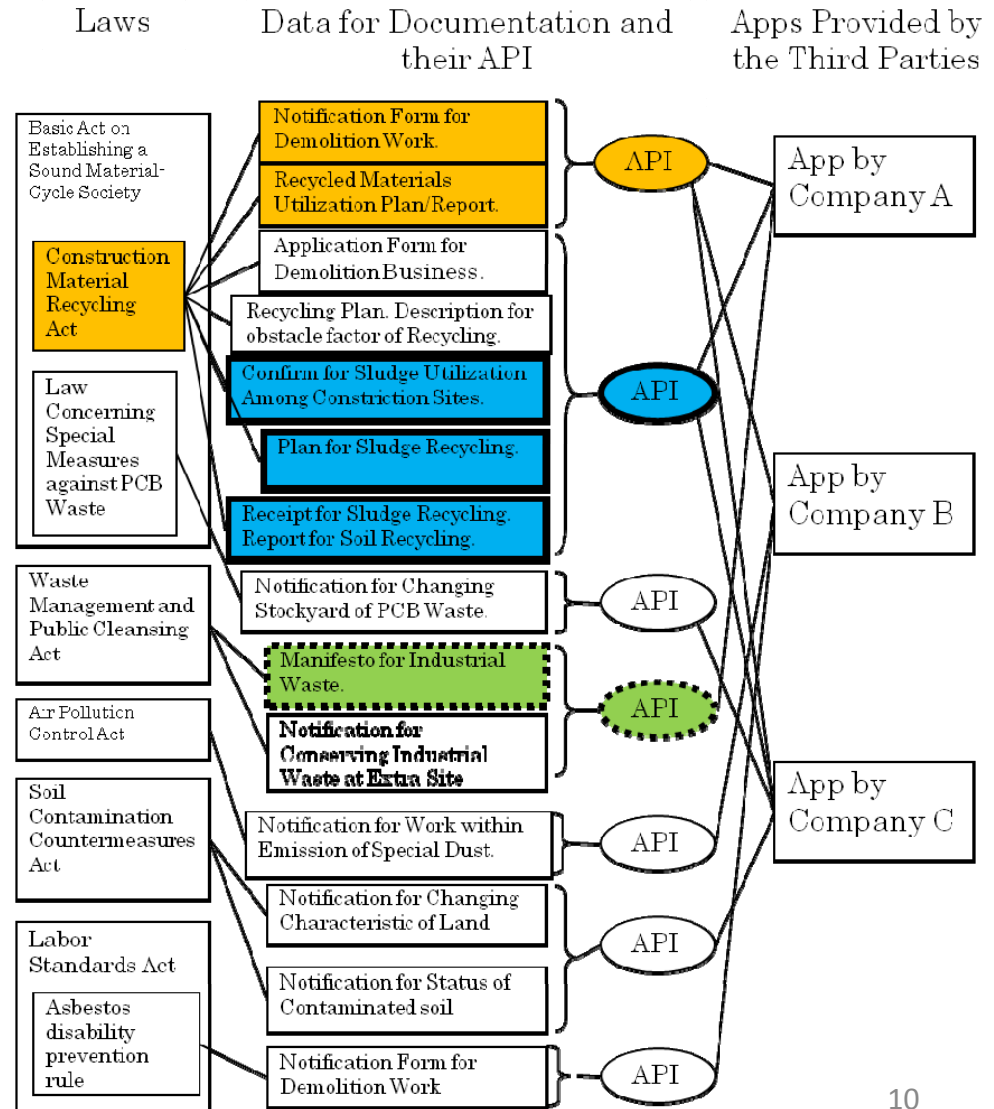 Laws
Data for Documentation and
their API
Apps Provided by
the Third Parties
Basic Act on
Establishing a
Sound Material-
Cycle Society
Construction
Material
Recycling
Act
Law
Concerning
Special
Measures
against PCB
Waste
Waste
Management and
Public Cleansing
Act
Air Pollution
Control Act
Soil
Contamination
Countermeasures
Act
Labor
Standards Act
Asbestos
disability
prevention
rule
Notification Form for
Demolition Work.
Recycled Materials
Utilization Plan/Report.
Application Form for
Demolition Business.
Recycling Plan. Description for
obstacle factor of Recycling.
Confirm for Sludge Utilization
Among Constriction Sites.
Plan for Sludge Recycling.
Receipt for Sludge Recycling.
Report for Soil Recycling.
Notification for Changing
Stockyard of PCB Waste.
Manifesto for Industrial
Waste.
Notification for
Conserving Industrial
Waste at Extra Site
Notification for Work within
Emission of Special Dust.
Notification for Changing
Characteristic of Land
Notification for Status of
Contaminated soil
Notification Form for
Demolition Work
API
API
API
API
API
API
API
App by
Company A
App by
Company B
App by
Company C
10